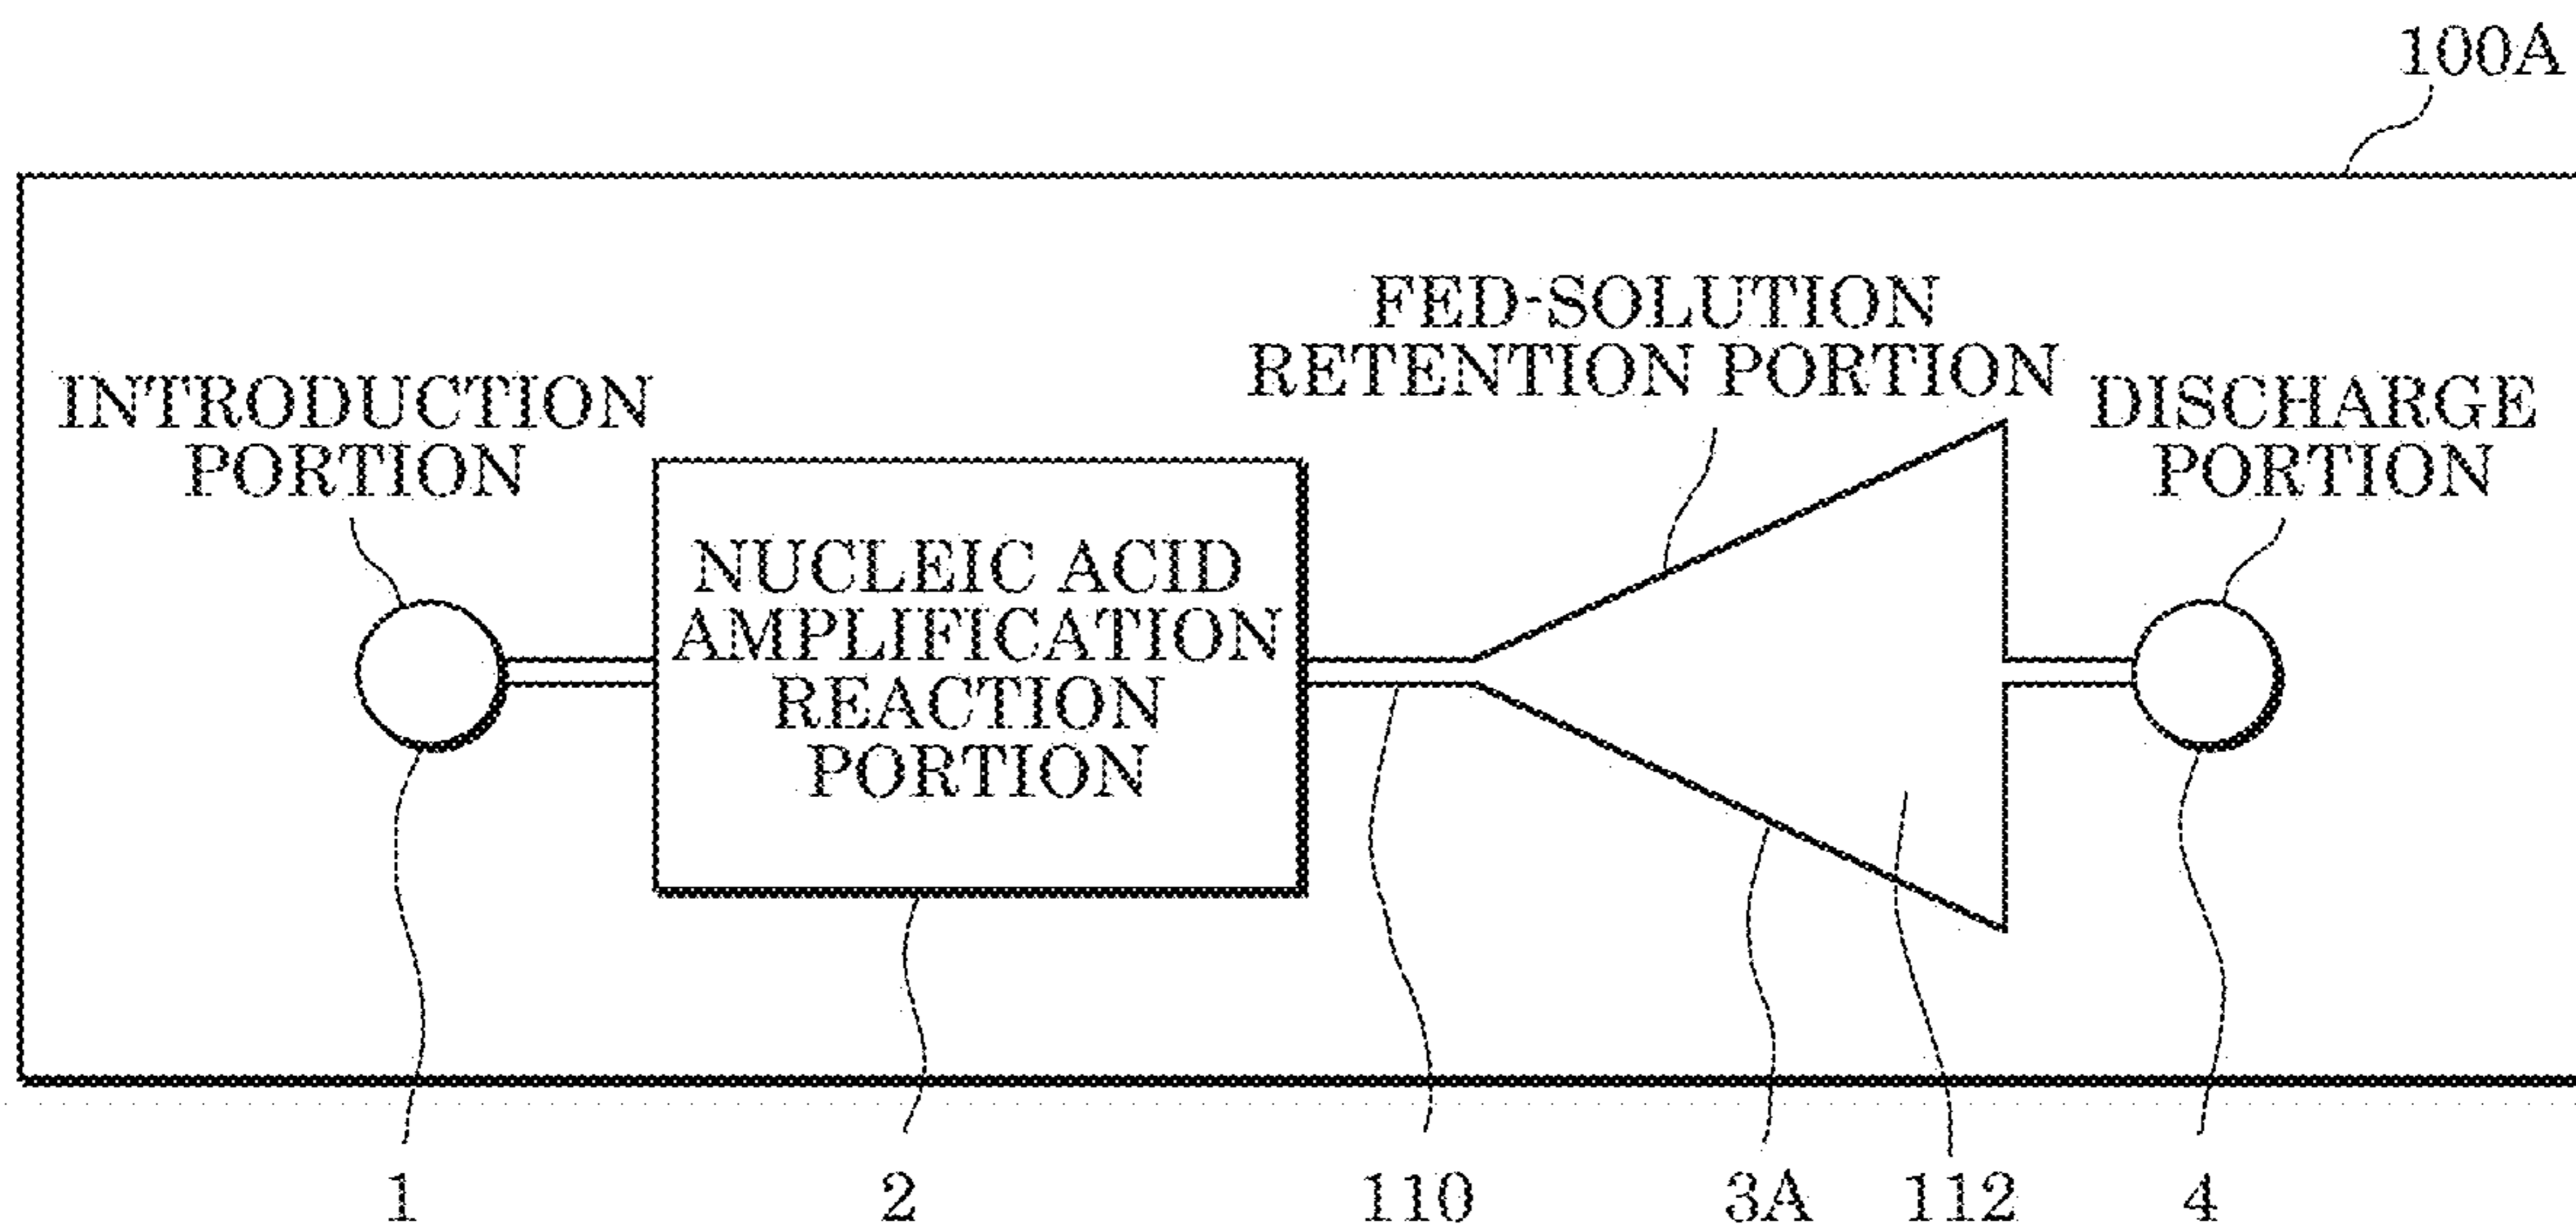 100A
FED-SOLUTION
RETENTION PORTION
INTRODUCTION
PORTION
DISCHARGE
PORTION
NUCLEIC ACID
AMPLIFICATION
REACTION
PORTION
1
2
110
3A
112
4